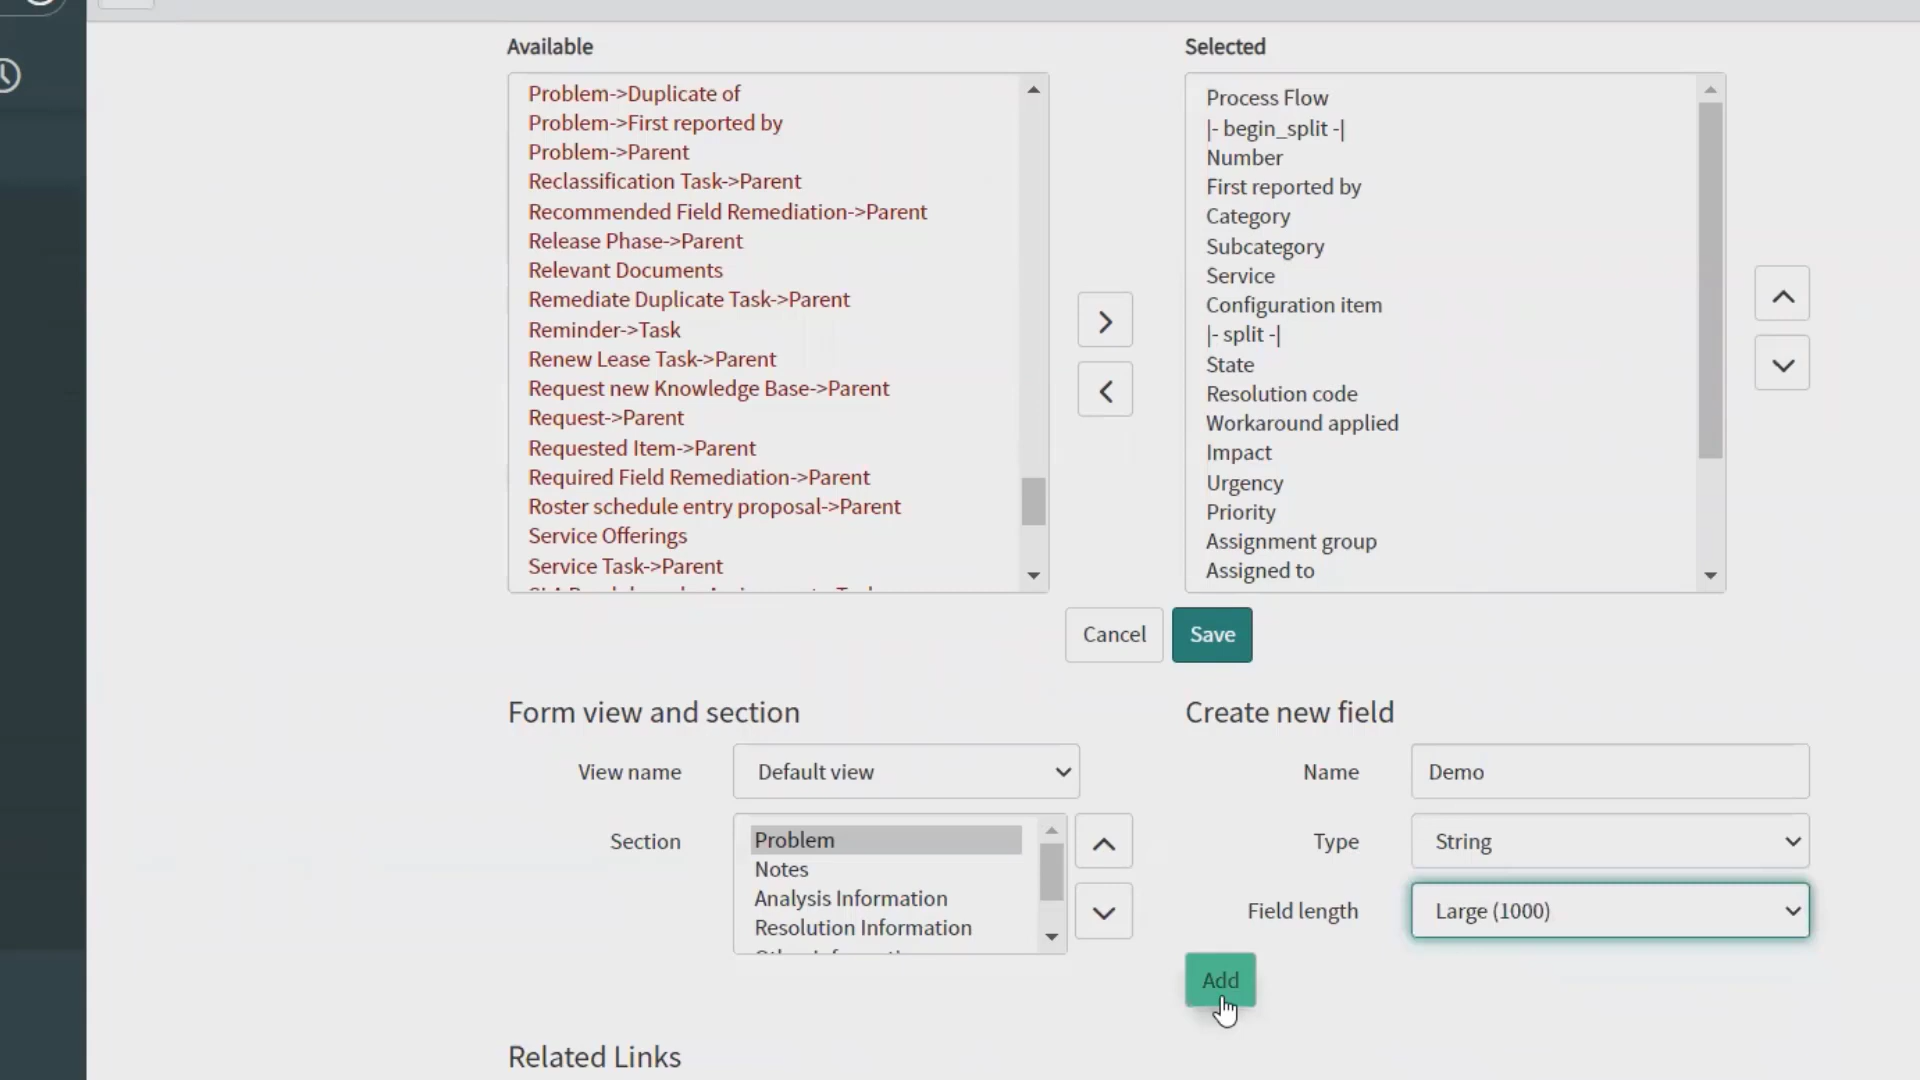 Available
Problem->Duplicate of
Problem->First reported by
Problem->Parent
Reclassification Task->Parent
Recommended Field Remediation->Parent
Release Phase->Parent
Relevant Documents
Remediate Duplicate Task->Parent
Reminder->Task
Renew Lease Task->Parent
Request new Knowledge Base->Parent
Request->Parent
Requested Item->Parent
Required Field Remediation->Parent
Roster schedule entry proposal->Parent
Service Offerings
Service Task->Parent
Selected
Process Flow
|- begin_split -|
Number
First reported by
Category
Subcategory
Service
Configuration item
|- split -|
State
Resolution code
Workaround applied
Impact
Urgency
Priority
Assignment group
Assigned to
Cancel
Save
Form view and section
View name
Default view
Section
Problem
Notes
Analysis Information
Resolution Information
Create new field
Name
Demo
Type
String
Field length
Large (1000)
Add
Related Links